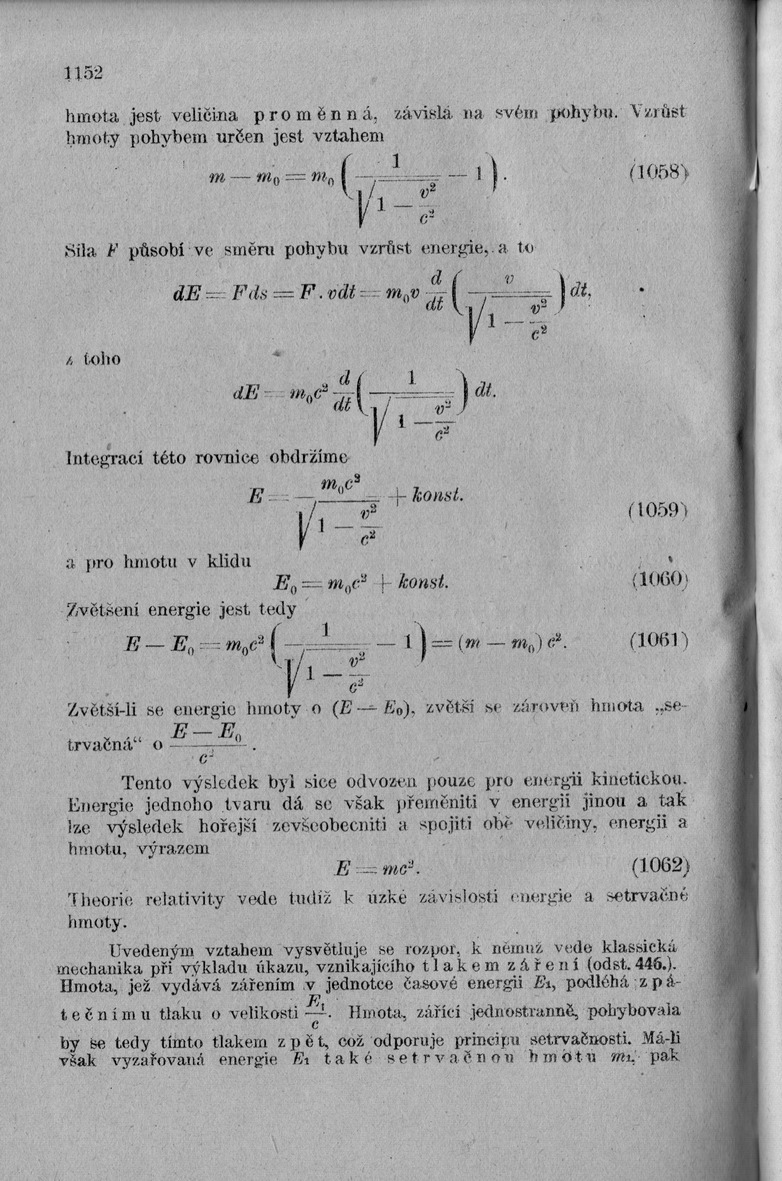 1152
hmota jest veličina proměnná, závislá na svém pohybu. Vzrůst
hmoty pohybem určen jest vztahem
m — m₀ = m₀ ( 1 / √(1 — v²/c²) — 1 ). (1058)
Síla F působí ve směru pohybu vzrůst energie, a to
dE = Fds = F . vdt = m₀v d/dt ( v / √(1 — v²/c²) ) dt,
z toho
dE = m₀c² d/dt ( 1 / √(1 — v²/c²) ) dt.
Integrací této rovnice obdržíme
E = m₀c² / √(1 — v²/c²) + konst. (1059)
a pro hmotu v klidu
E₀ = m₀c² + konst. (1060)
Zvětšení energie jest tedy
E — E₀ = m₀c² ( 1 / √(1 — v²/c²) — 1 ) = (m — m₀) c². (1061)
Zvětší-li se energie hmoty o (E — E₀), zvětší se zároveň hmota „se-
trvačná“ o (E — E₀) / c² .
Tento výsledek byl sice odvozen pouze pro energii kinetickou.
Energie jednoho tvaru dá se však přeměniti v energii jinou a tak
lze výsledek hořejší zevšeobecniti a spojiti obě veličiny, energii a
hmotu, výrazem
E = mc². (1062)
Theorie relativity vede tudíž k úzké závislosti energie a setrvačné
hmoty.
Uvedeným vztahem vysvětluje se rozpor, k němuž vede klassická
mechanika při výkladu úkazu, vznikajícího tlakem záření (odst. 446.).
Hmota, jež vydává zářením v jednotce časové energii E₁, podléhá zpá-
tečnímu tlaku o velikosti E₁/c. Hmota, zářící jednostranně, pohybovala
by se tedy tímto tlakem zpět, což odporuje principu setrvačnosti. Má-li
však vyzařovaná energie E₁ také setrvačnou hmotu m₁, pak